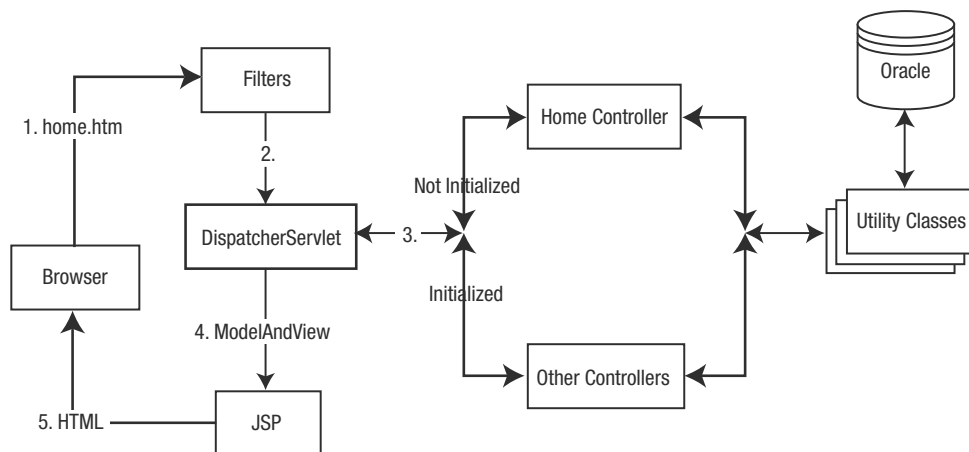 Filters
Oracle
1. home.htm
Home Controller
2.
Not Initialized
DispatcherServlet
3.
Utility Classes
Browser
Initialized
4. ModelAndView
Other Controllers
5. HTML
JSP